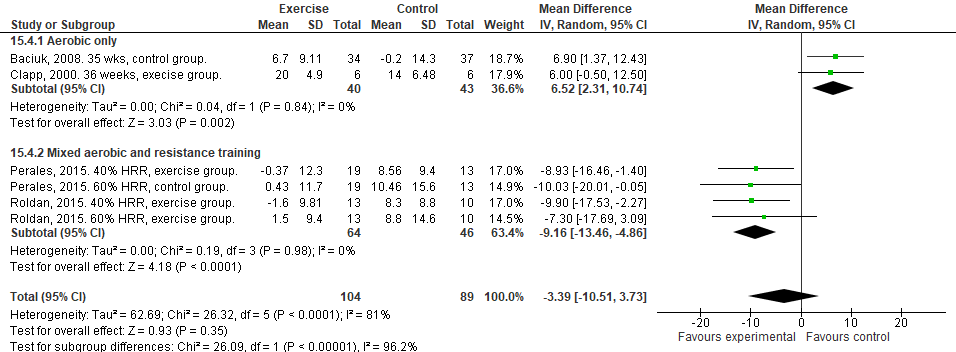 Exercise Control Mean Difference Mean Difference
Study or Subgroup Mean SD Total Mean SD Total Weight IV, Random, 95% CI IV, Random, 95% CI
15.4.1 Aerobic only
Baciuk, 2008. 35 wks, control group. 6.7 9.11 34 -0.2 14.3 37 18.7% 6.90 [1.37, 12.43]
Clapp, 2000. 36 weeks, execise group. 20 4.9 6 14 6.48 6 17.9% 6.00 [-0.50, 12.50]
Subtotal (95% CI) 40 43 36.6% 6.52 [2.31, 10.74]
Heterogeneity: Tau² = 0.00; Chi² = 0.04, df = 1 (P = 0.84); I² = 0%
Test for overall effect: Z = 3.03 (P = 0.002)
15.4.2 Mixed aerobic and resistance training
Perales, 2015. 40% HRR, exercise group. -0.37 12.3 19 8.56 9.4 13 17.0% -8.93 [-16.46, -1.40]
Perales, 2015. 60% HRR, control group. 0.43 11.7 19 10.46 15.6 13 14.9% -10.03 [-20.01, -0.05]
Roldan, 2015. 40% HRR, exercise group. -1.6 9.81 13 8.3 8.8 10 17.0% -9.90 [-17.53, -2.27]
Roldan, 2015. 60% HRR, exercise group. 1.5 9.4 13 8.8 14.6 10 14.5% -7.30 [-17.69, 3.09]
Subtotal (95% CI) 64 46 63.4% -9.16 [-13.46, -4.86]
Heterogeneity: Tau² = 0.00; Chi² = 0.19, df = 3 (P = 0.98); I² = 0%
Test for overall effect: Z = 4.18 (P < 0.0001)
Total (95% CI) 104 89 100.0% -3.39 [-10.51, 3.73]
Heterogeneity: Tau² = 62.69; Chi² = 26.32, df = 5 (P < 0.0001); I² = 81%
Test for overall effect: Z = 0.93 (P = 0.35)
Test for subgroup differences: Chi² = 26.09, df = 1 (P < 0.00001), I² = 96.2%
-20 -10 0 10 20
Favours experimental Favours control